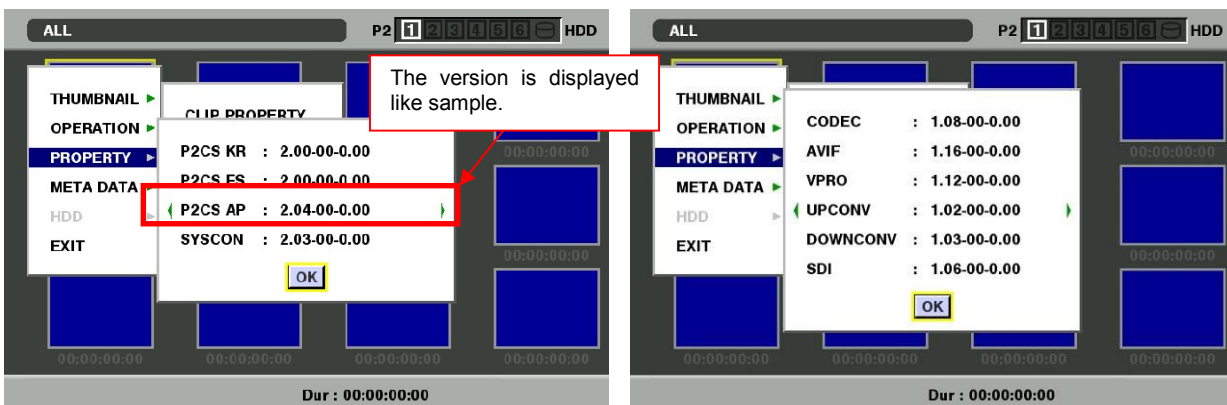 ALL
P2 1 2 3 4 5 6 HDD
The version is displayed
like sample.
THUMBNAIL
OPERATION
PROPERTY
META DATA
HDD
EXIT
CLIP PROPERTY
P2CS KR : 2.00-00-0.00
P2CS FS : 2.00-00-0.00
P2CS AP : 2.04-00-0.00
SYSCON : 2.03-00-0.00
OK
00:00:00:00
00:00:00:00
00:00:00:00
00:00:00:00
00:00:00:00
00:00:00:00
Dur : 00:00:00:00
ALL
P2 1 2 3 4 5 6 HDD
THUMBNAIL
OPERATION
PROPERTY
META DATA
HDD
EXIT
CODEC : 1.08-00-0.00
AVIF : 1.16-00-0.00
VPRO : 1.12-00-0.00
UPCONV : 1.02-00-0.00
DOWNCONV : 1.03-00-0.00
SDI : 1.06-00-0.00
OK
00:00:00:00
00:00:00:00
00:00:00:00
00:00:00:00
00:00:00:00
00:00:00:00
Dur : 00:00:00:00